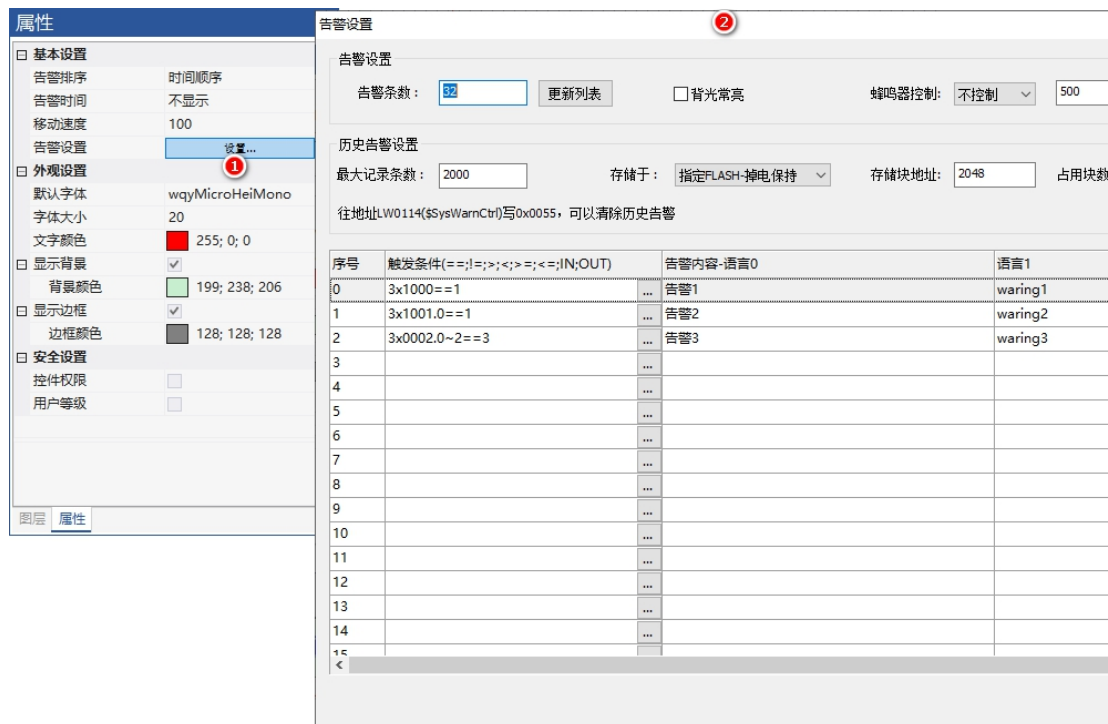 属性
基本设置
告警排序 时间顺序
告警时间 不显示
移动速度 100
告警设置 设置...
1
外观设置
默认字体 wqyMicroHeiMono
字体大小 20
文字颜色 255; 0; 0
显示背景
背景颜色 199; 238; 206
显示边框
边框颜色 128; 128; 128
安全设置
控件权限
用户等级
图层 属性
告警设置 2
告警设置
告警条数： 32 更新列表 背光常亮 蜂鸣器控制: 不控制 500
历史告警设置
最大记录条数： 2000 存储于： 指定FLASH-掉电保持 存储块地址: 2048 占用块数
往地址LW0114($SysWarnCtrl)写0x0055，可以清除历史告警
序号 触发条件(==;!=;>;<;>=;<=;IN;OUT) 告警内容-语言0 语言1
0 3x1000==1 ... 告警1 waring1
1 3x1001.0==1 ... 告警2 waring2
2 3x0002.0~2==3 ... 告警3 waring3
3 ...
4 ...
5 ...
6 ...
7 ...
8 ...
9 ...
10 ...
11 ...
12 ...
13 ...
14 ...
15